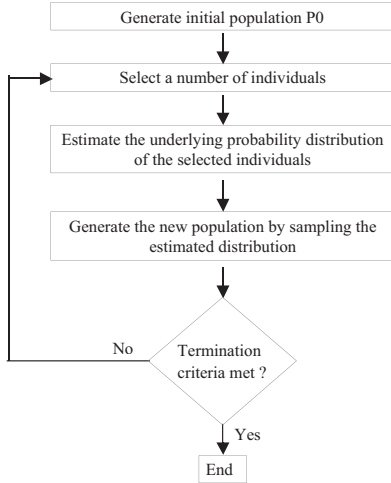 Generate initial population P0
Select a number of individuals
Estimate the underlying probability distribution
of the selected individuals
Generate the new population by sampling the
estimated distribution
No
Termination
criteria met ?
Yes
End